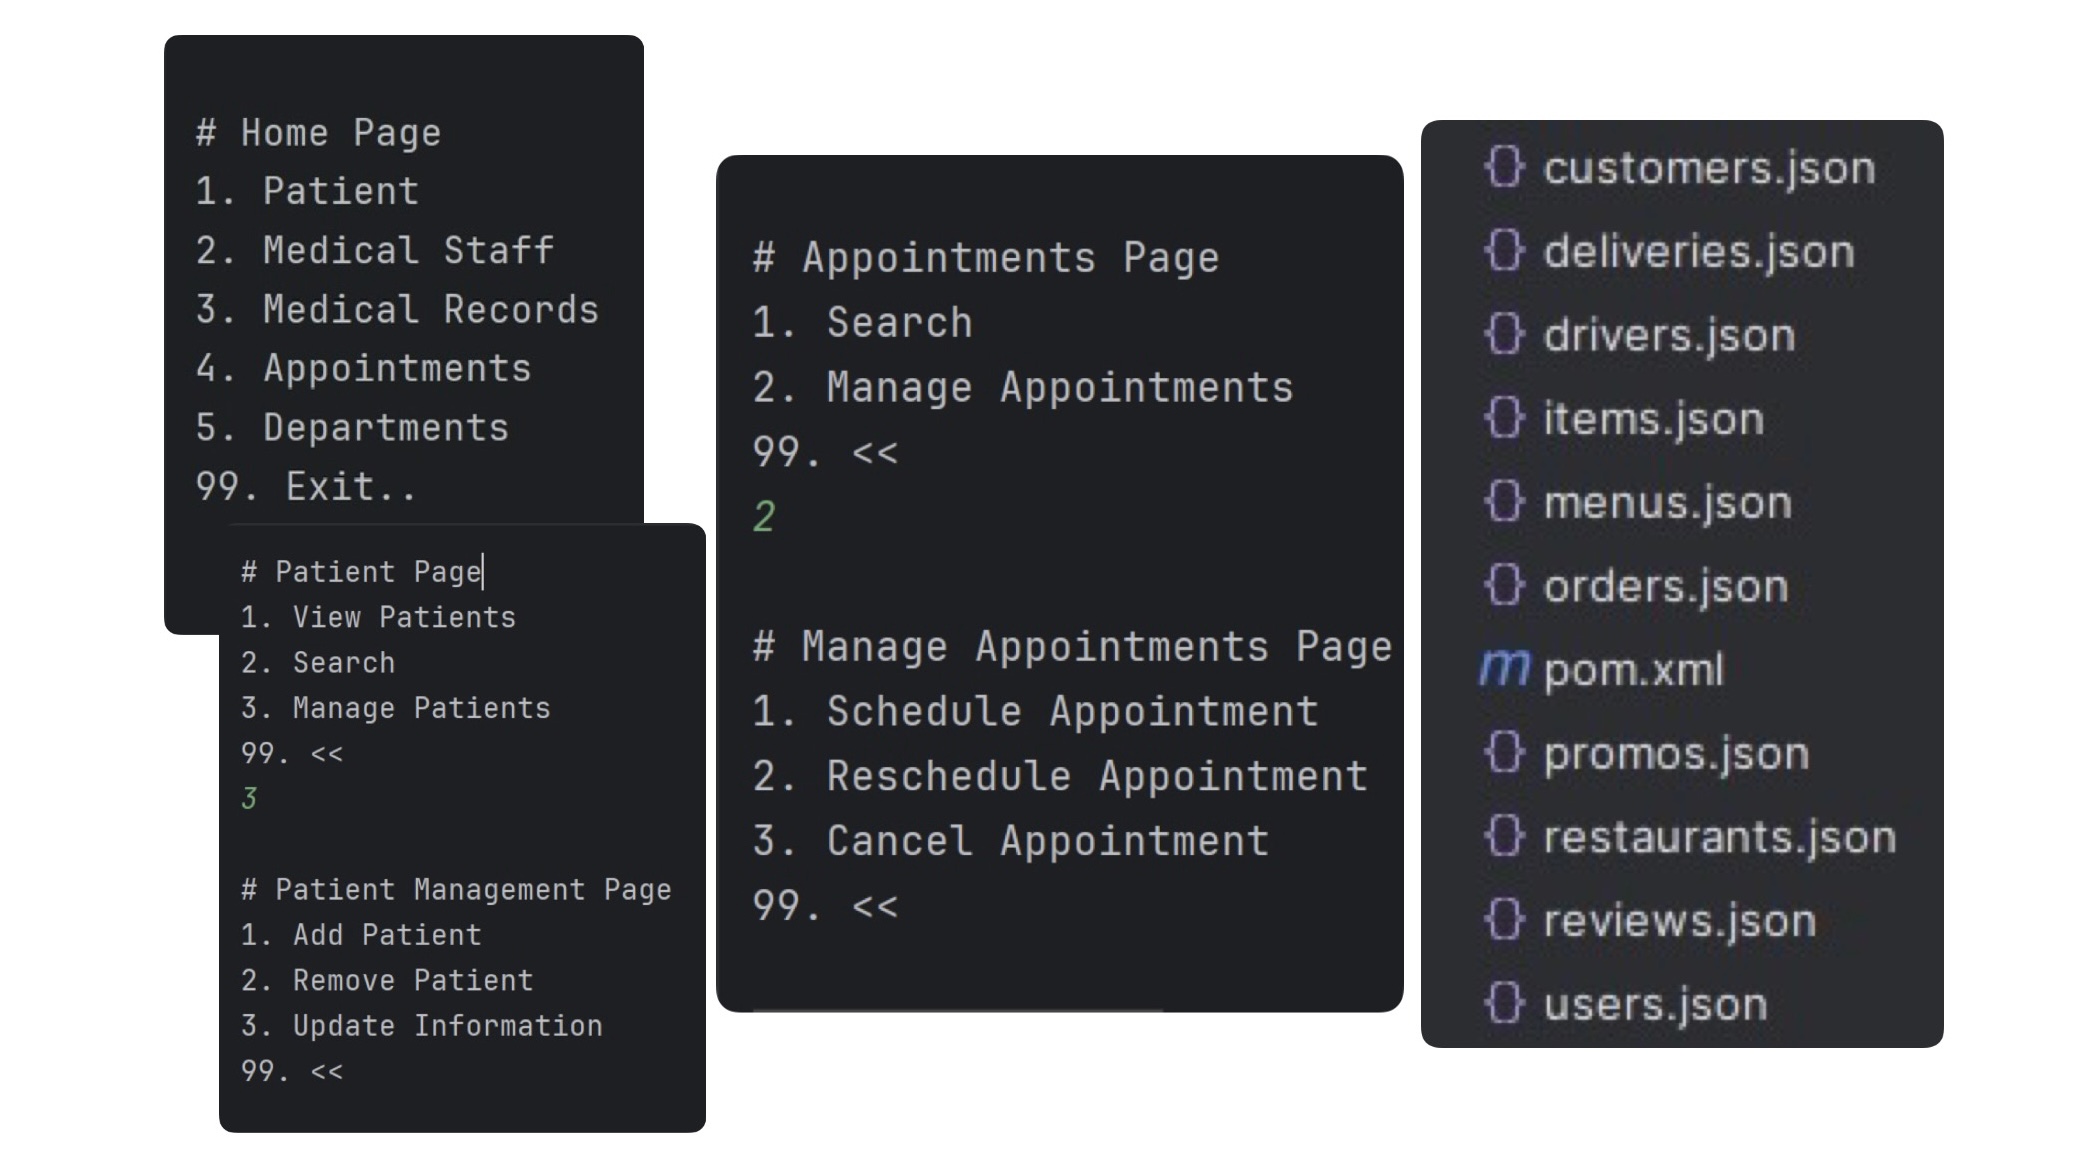 # Home Page
1. Patient
2. Medical Staff
3. Medical Records
4. Appointments
5. Departments
99. Exit..
# Patient Page
1. View Patients
2. Search
3. Manage Patients
99. <<
3
# Patient Management Page
1. Add Patient
2. Remove Patient
3. Update Information
99. <<
# Appointments Page
1. Search
2. Manage Appointments
99. <<
2
# Manage Appointments Page
1. Schedule Appointment
2. Reschedule Appointment
3. Cancel Appointment
99. <<
{} customers.json
{} deliveries.json
{} drivers.json
{} items.json
{} menus.json
{} orders.json
m pom.xml
{} promos.json
{} restaurants.json
{} reviews.json
{} users.json